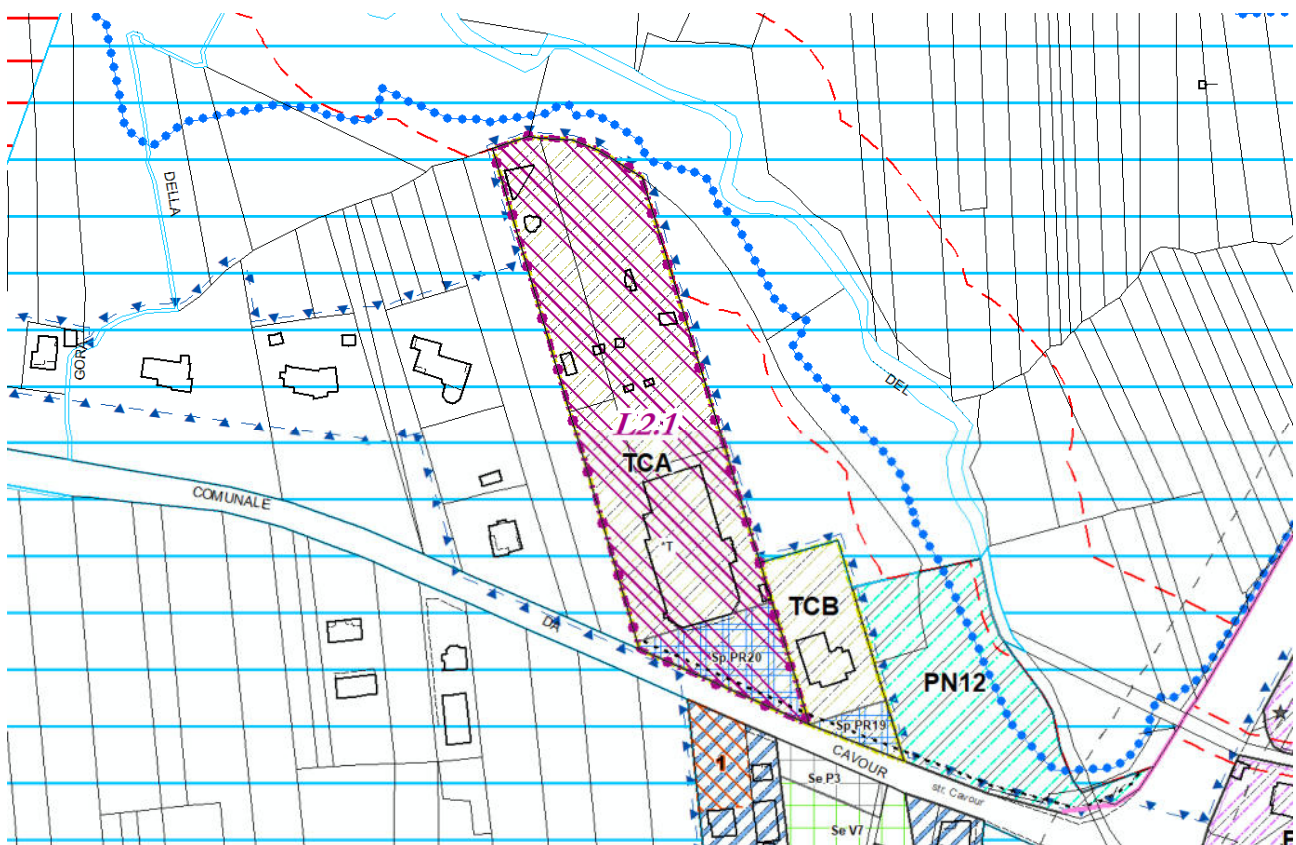 DELLA
GORA
DEL
L2.1
TCA
"T
COMUNALE
TCB
DA
Sp.PR20
PN12
Sp.PR19
CAVOUR
1
Se P3
str. Cavour
Se V7